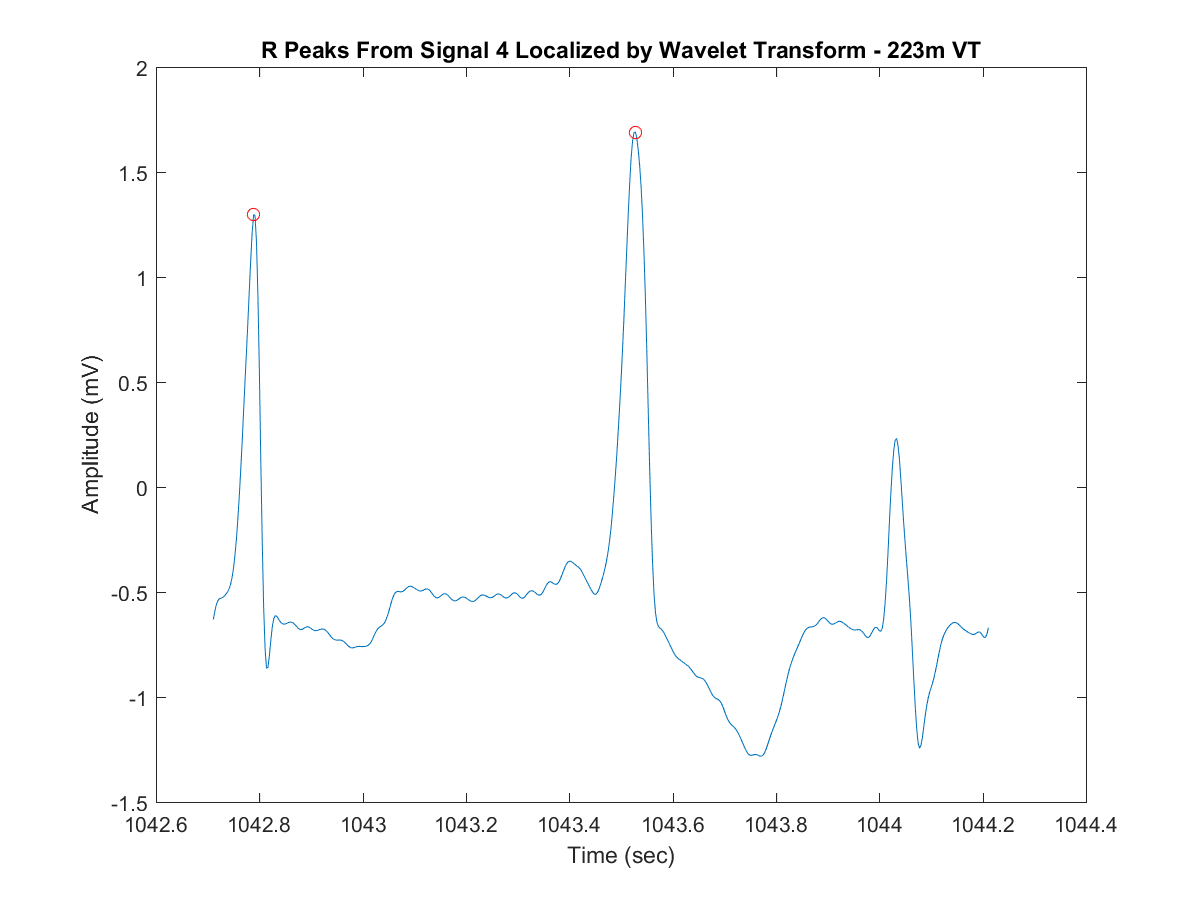 R Peaks From Signal 4 Localized by Wavelet Transform - 223m VT
2
1.5
1
0.5
0
-0.5
-1
-1.5
Amplitude (mV)
1042.6 1042.8 1043 1043.2 1043.4 1043.6 1043.8 1044 1044.2 1044.4
Time (sec)